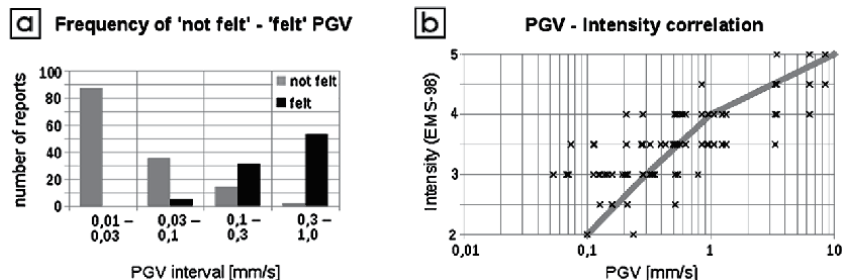 a Frequency of 'not felt' - 'felt' PGV
number of reports
100
80
60
40
20
0
not felt
felt
0,01 – 0,03 – 0,1 – 0,3 –
0,03 0,1 0,3 1,0
PGV interval [mm/s]
b PGV - Intensity correlation
Intensity (EMS-98)
5
4
3
2
0,01 0,1 1 10
PGV [mm/s]